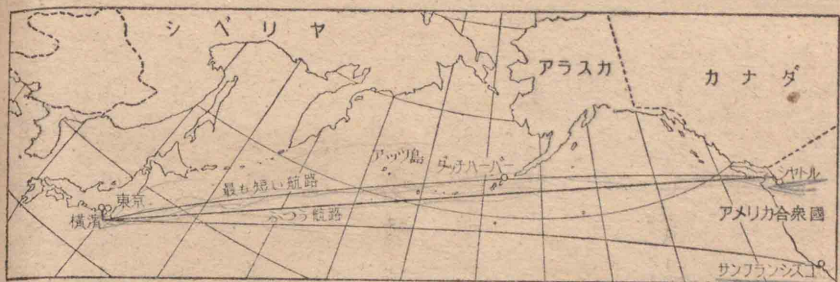 シベリヤ
アラスカ
カナダ
アッツ島
ダッチハーバー
シヤトル
最も短い航路
東京
横濱
ふつう航路
アメリカ合衆國
サンフランシスコ